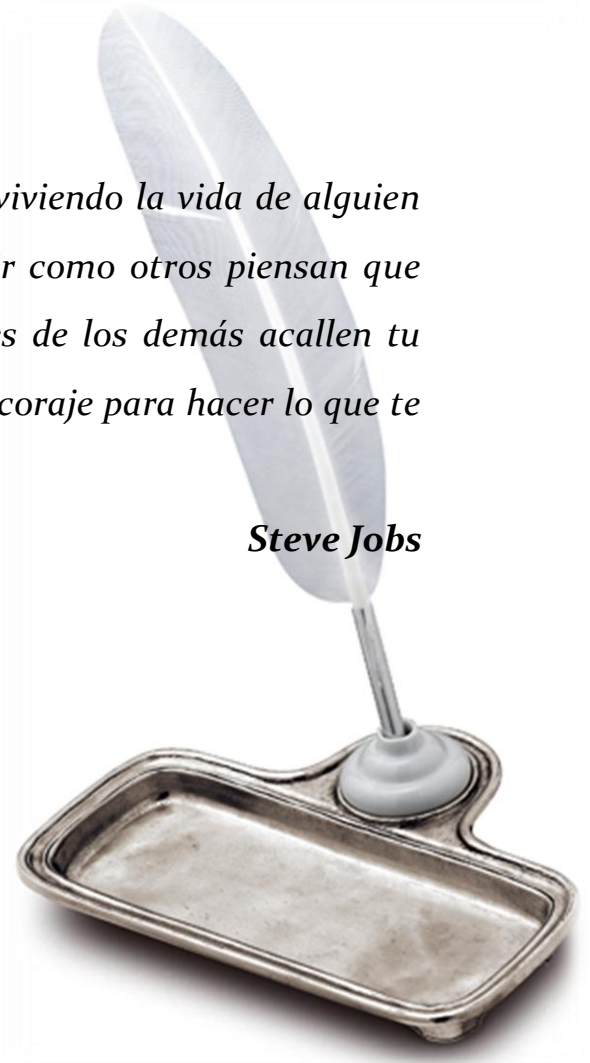 viviendo la vida de alguien
r como otros piensan que
s de los demás acallen tu
coraje para hacer lo que te
Steve Jobs